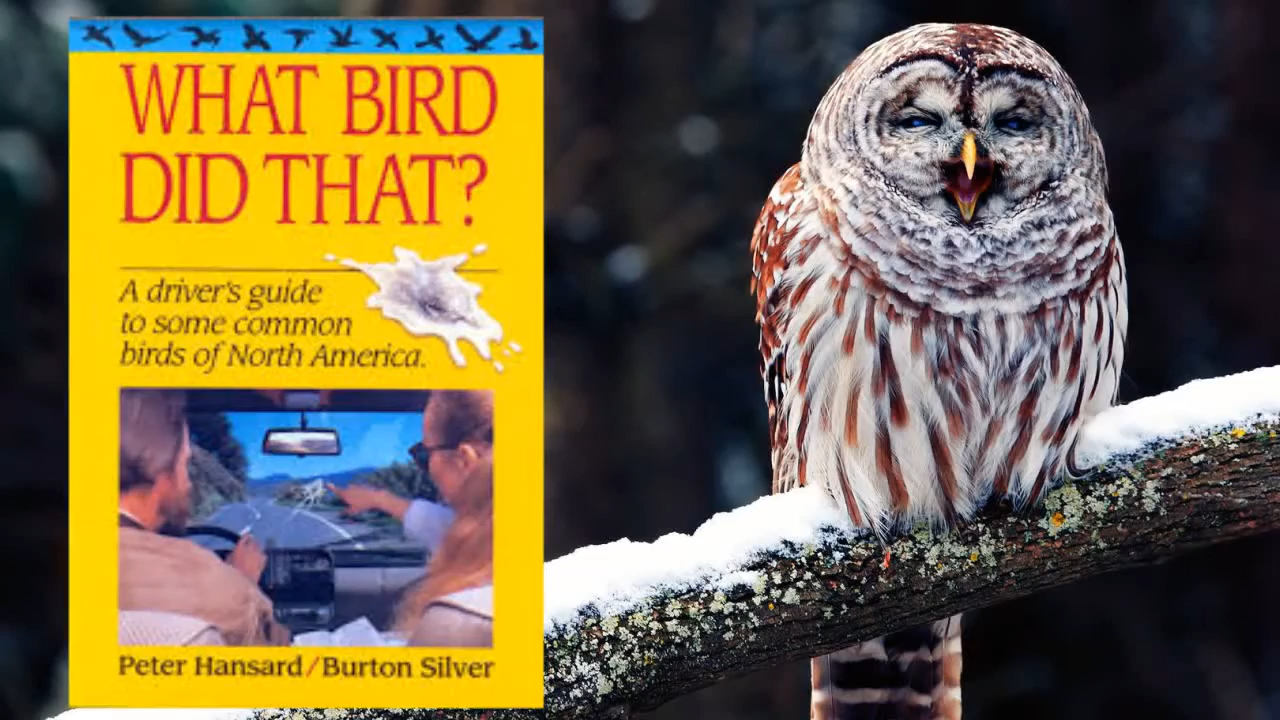 WHAT BIRD
DID THAT?
A driver's guide
to some common
birds of North America.
Peter Hansard/Burton Silver